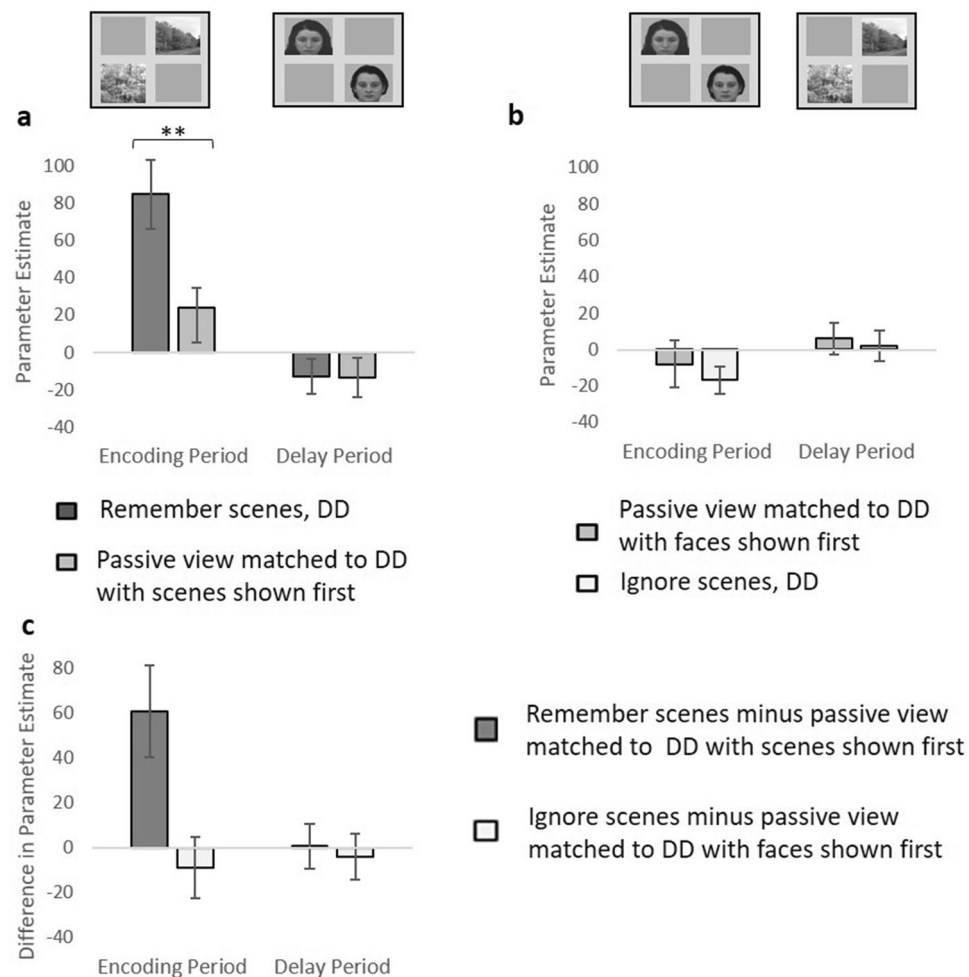 a
b
**
100
80
60
40
20
0
-20
-40
Parameter Estimate
Encoding Period Delay Period
Remember scenes, DD
Passive view matched to DD
with scenes shown first
100
80
60
40
20
0
-20
-40
Parameter Estimate
Encoding Period Delay Period
Passive view matched to DD
with faces shown first
Ignore scenes, DD
c
80
60
40
20
0
-20
-40
Difference in Parameter Estimate
Encoding Period Delay Period
Remember scenes minus passive view
matched to DD with scenes shown first
Ignore scenes minus passive view
matched to DD with faces shown first